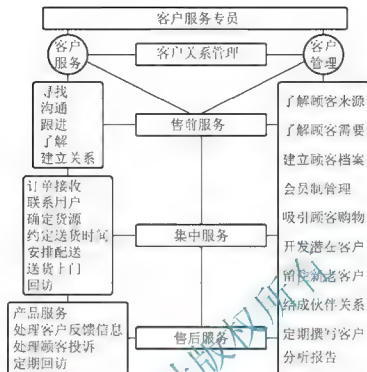 客户服务专员
客户
服务
客户关系管理
客户
管理
寻找
沟通
跟进
了解
建立关系
售前服务
了解顾客来源
了解顾客需要
建立顾客档案
会员制管理
吸引顾客购物
开发潜在客户
留住新老客户
结成伙伴关系
定期撰写客户
分析报告
订单接收
联系用户
确定货源
约定送货时间
安排配送
送货上门
回访
集中服务
产品服务
处理客户反馈信息
处理顾客投诉
定期回访
售后服务
版权所有